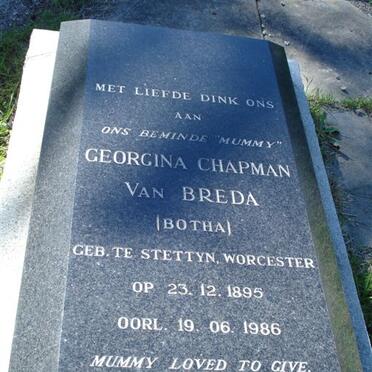 MET LIEFDE DINK ONS
AAN
ONS BEMINDE "MUMMY"
GEORGINA CHAPMAN
VAN BREDA
(BOTHA)
GEB. TE STETTYN, WORCESTER
OP 23.12.1895
OORL. 19.06.1986
MUMMY LOVED TO GIVE.